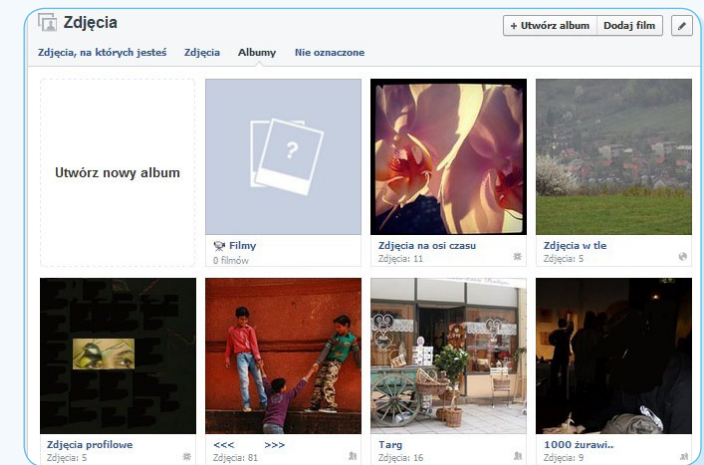 Zdjęcia
+ Utwórz album Dodaj film
Zdjęcia, na których jesteś Zdjęcia Albumy Nie oznaczone
Utwórz nowy album
?
Filmy
0 filmów
Zdjęcia na osi czasu
Zdjęcia: 11
Zdjęcia w tle
Zdjęcia: 5
Zdjęcia profilowe
Zdjęcia: 5
<<< >>>
Zdjęcia: 81
Targ
Zdjęcia: 16
1000 żurawi..
Zdjęcia: 9